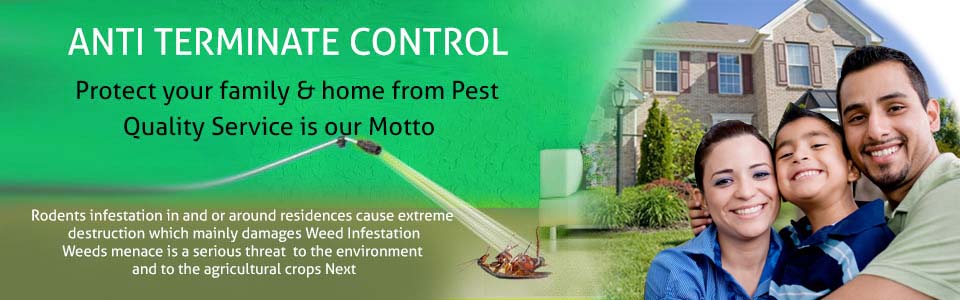 ANTI TERMINATE CONTROL
Protect your family & home from Pest
Quality Service is our Motto
Rodents infestation in and or around residences cause extreme
destruction which mainly damages Weed Infestation
Weeds menace is a serious threat to the environment
and to the agricultural crops Next